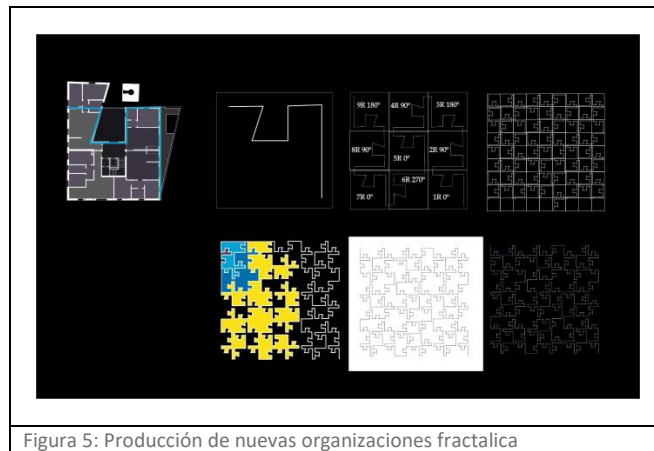 9R 180° 4R 90° 3R 180°
8R 90° 5R 0° 2R 90°
7R 0° 6R 270° 1R 0°
Figura 5: Producción de nuevas organizaciones fractalica